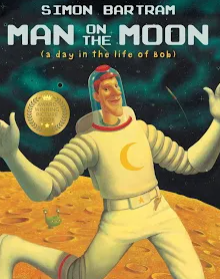 SIMON BARTRAM
MAN ON THE MOON
(a day in the life of Bob)